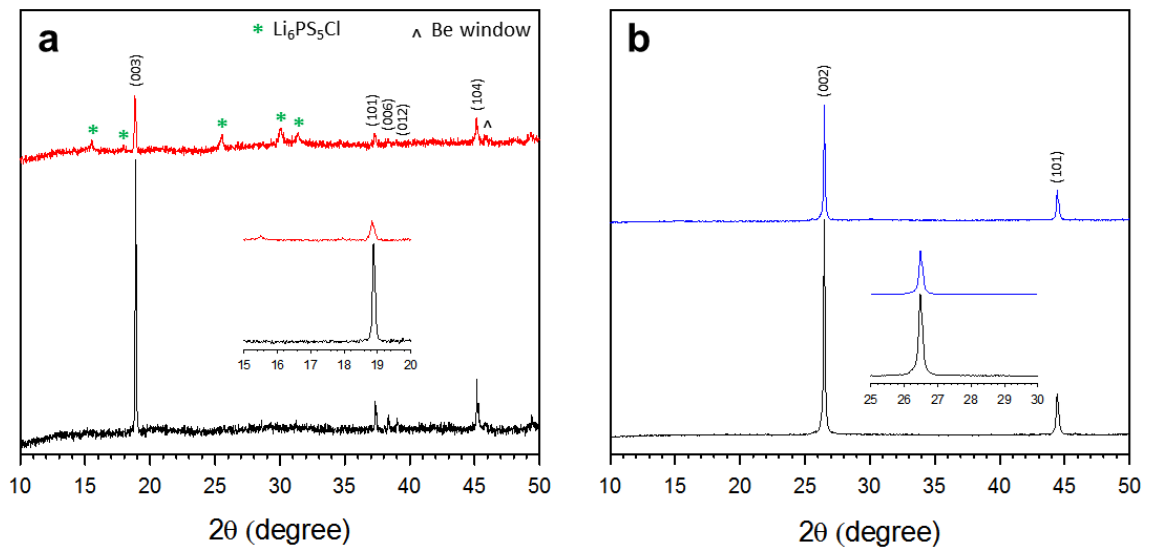 a
* Li₆PS₅Cl ^ Be window
(003)
(101)
(006)
(012)
(104)
* * * * * ^
15 16 17 18 19 20
10 15 20 25 30 35 40 45 50
2θ (degree)
b
(002)
(101)
25 26 27 28 29 30
10 15 20 25 30 35 40 45 50
2θ (degree)